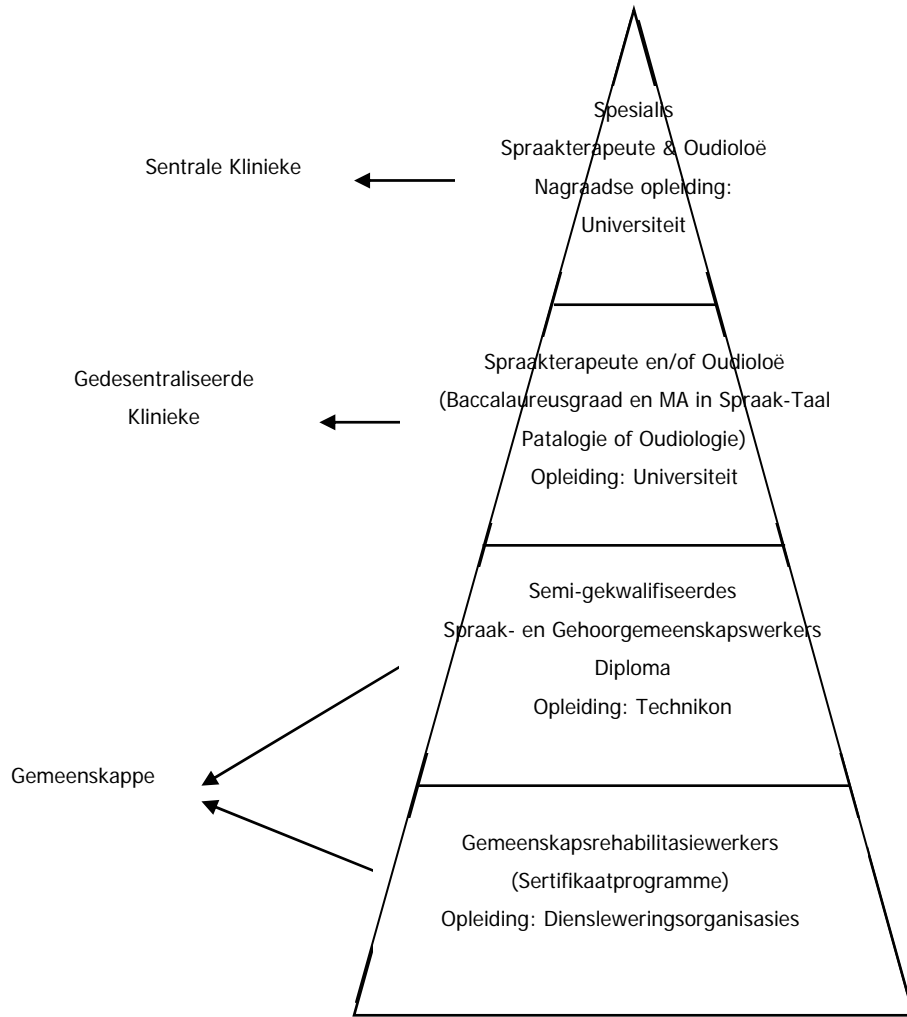 Spesialis
Spraakterapeute & Oudioloë
Nagraadse opleiding:
Universiteit
Sentrale Klinieke
Spraakterapeute en/of Oudioloë
(Baccalaureusgraad en MA in Spraak-Taal
Patalogie of Oudiologie)
Opleiding: Universiteit
Gedesentraliseerde
Klinieke
Semi-gekwalifiseerdes
Spraak- en Gehoorgemeenskapswerkers
Diploma
Opleiding: Technikon
Gemeenskappe
Gemeenskapsrehabilitasiewerkers
(Sertifikaatprogramme)
Opleiding: Diensleweringsorganisasies